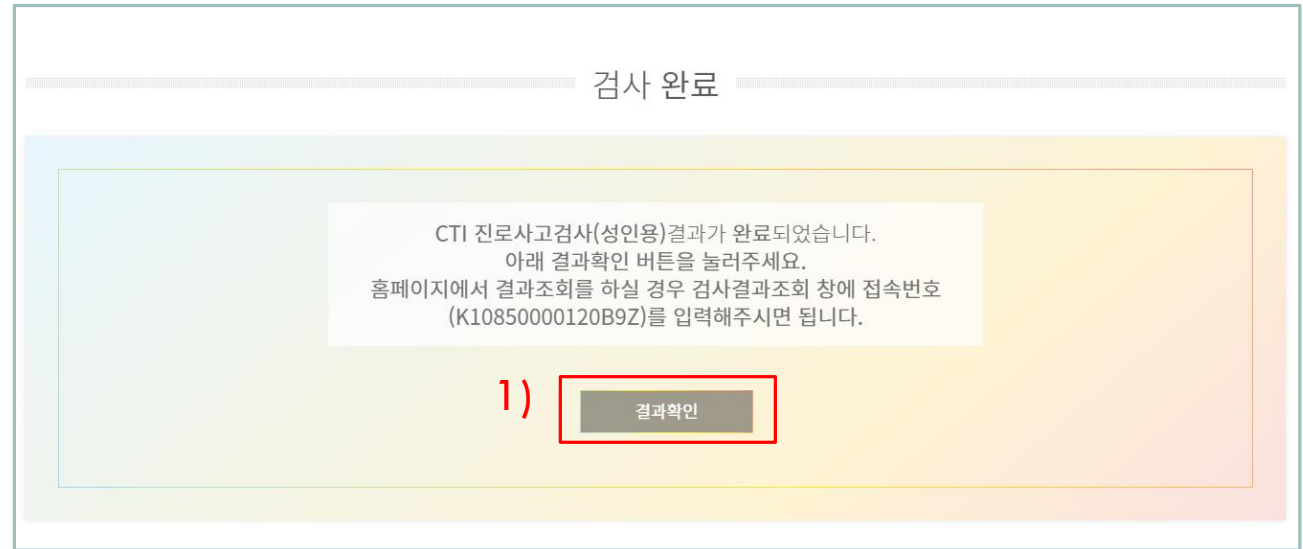 검사 완료
CTI 진로사고검사(성인용)결과가 완료되었습니다.
아래 결과확인 버튼을 눌러주세요.
홈페이지에서 결과조회를 하실 경우 검사결과조회 창에 접속번호
(K10850000120B9Z)를 입력해주시면 됩니다.
1)
결과확인